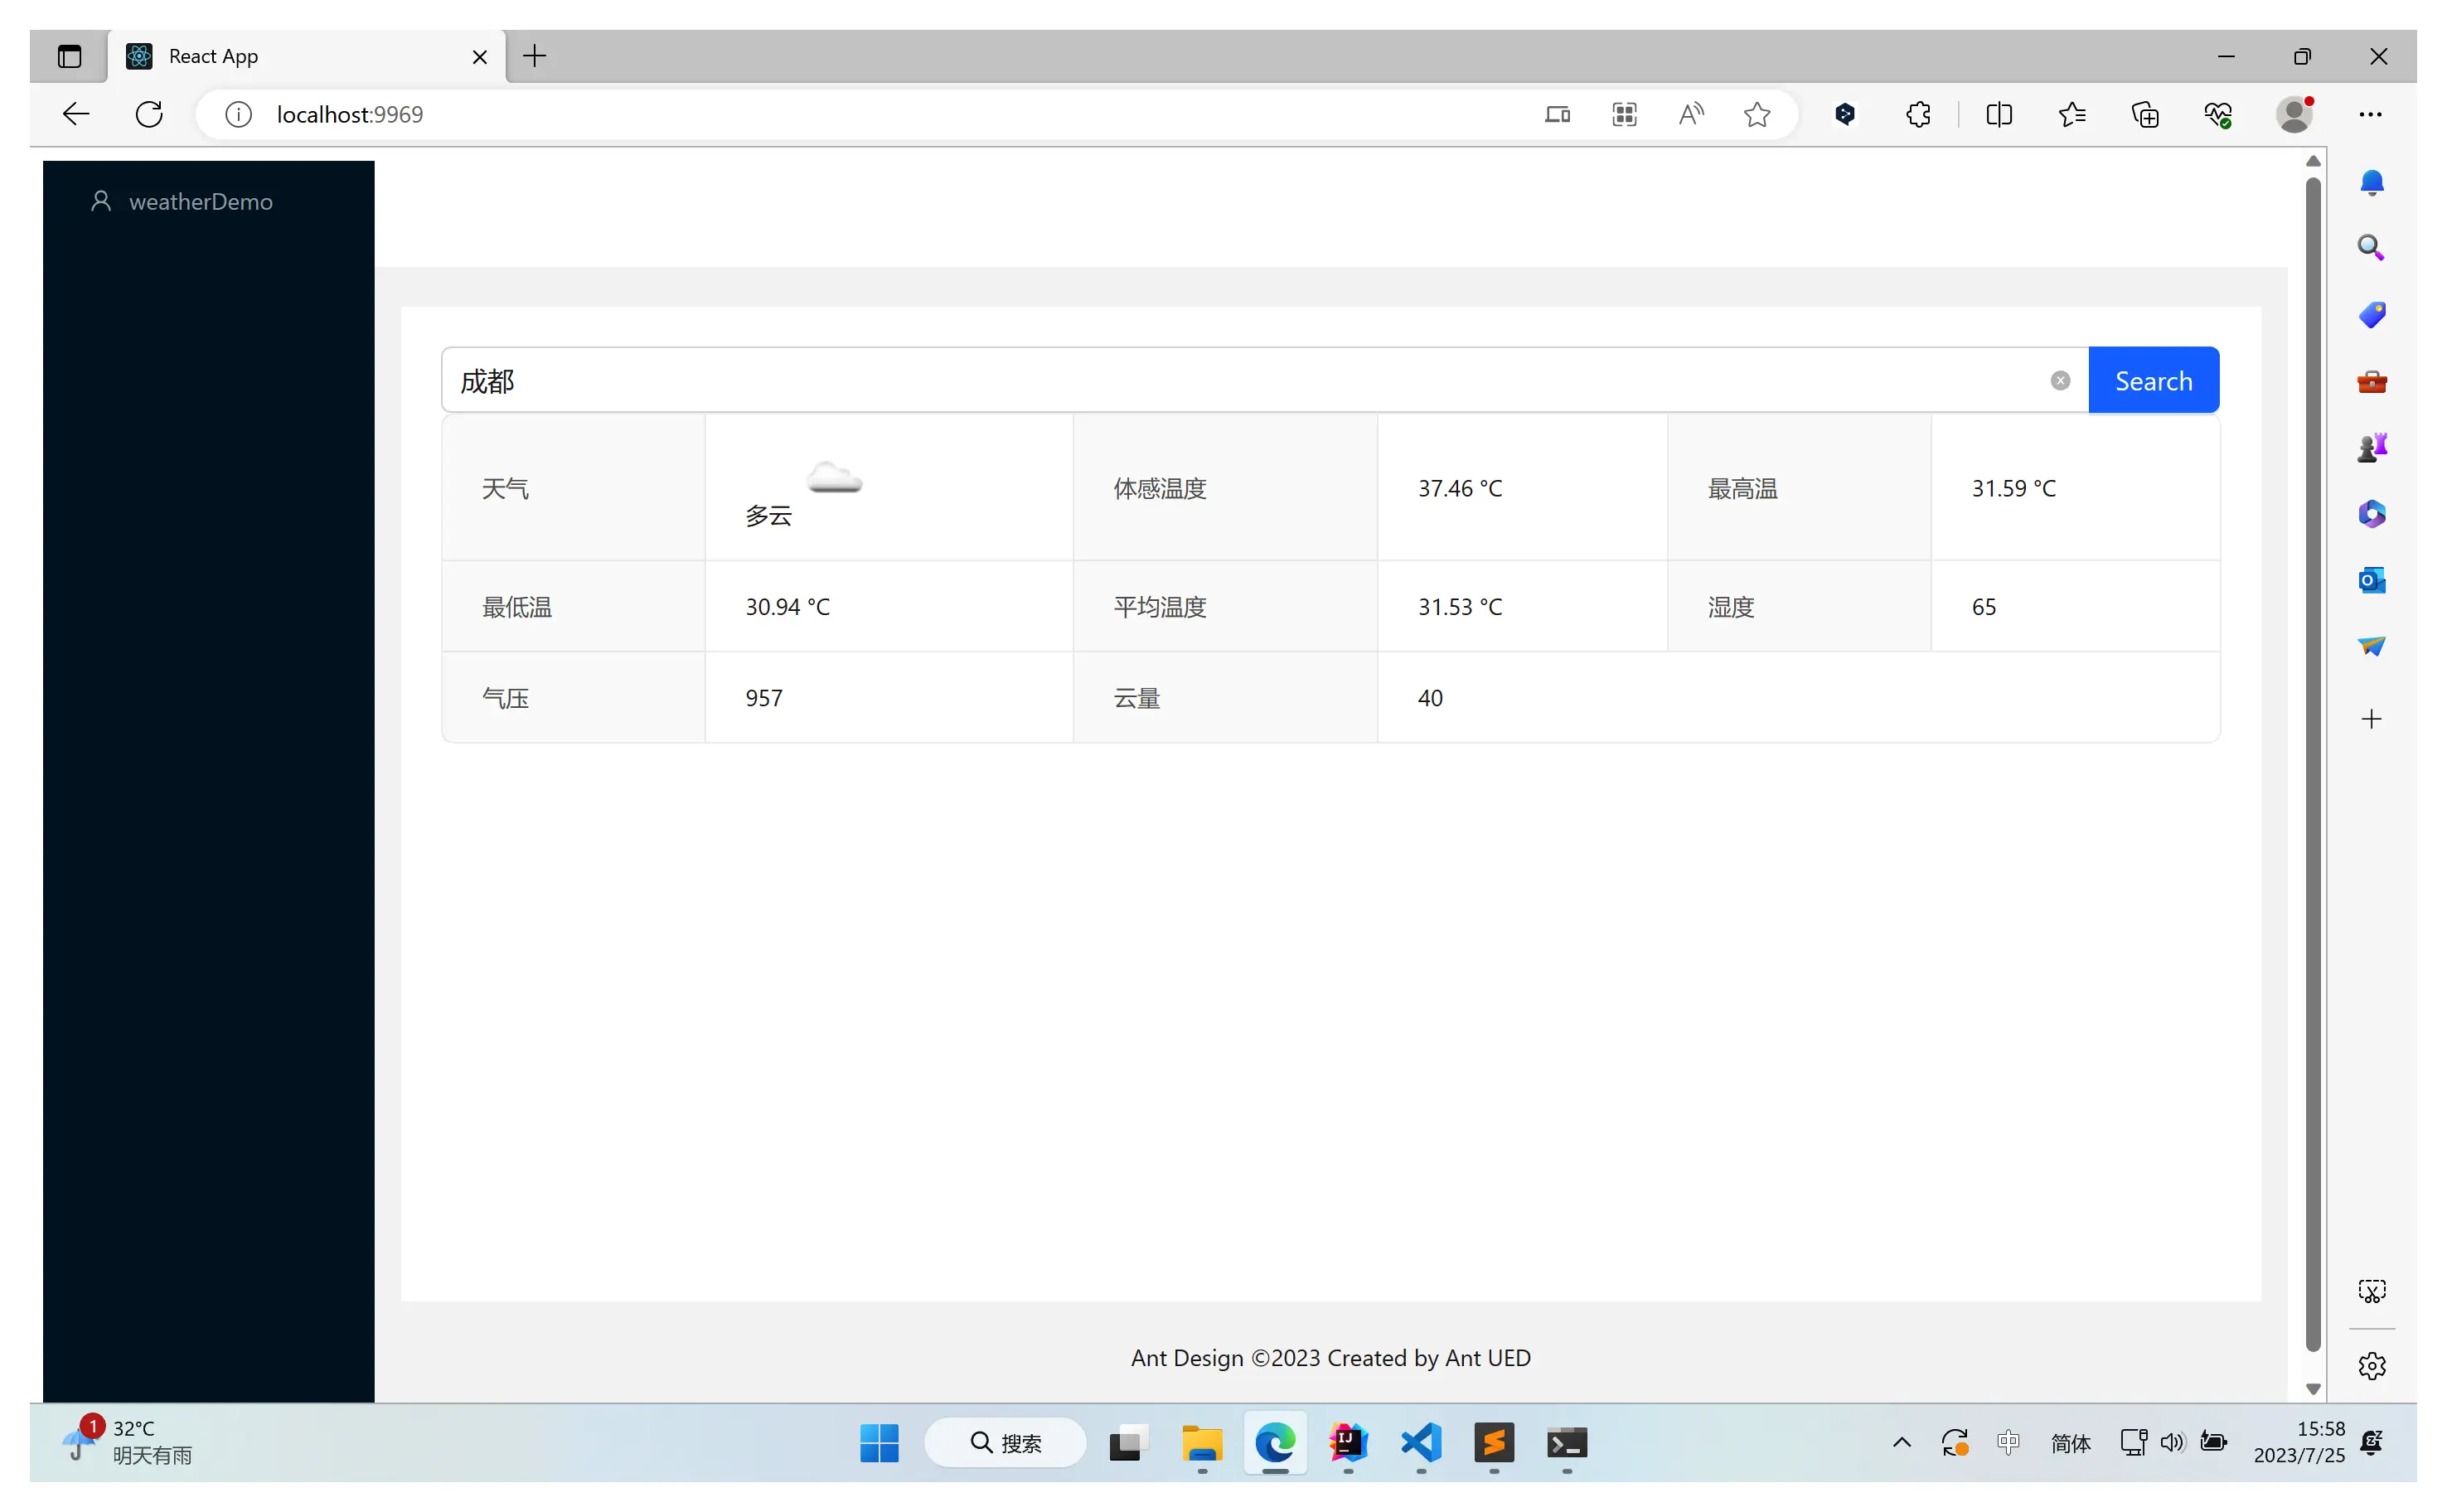 React App
localhost:9969
weatherDemo
成都
Search
天气
多云
体感温度
37.46 °C
最高温
31.59 °C
最低温
30.94 °C
平均温度
31.53 °C
湿度
65
气压
957
云量
40
Ant Design ©2023 Created by Ant UED
1
32°C
明天有雨
搜索
中
简体
15:58
2023/7/25